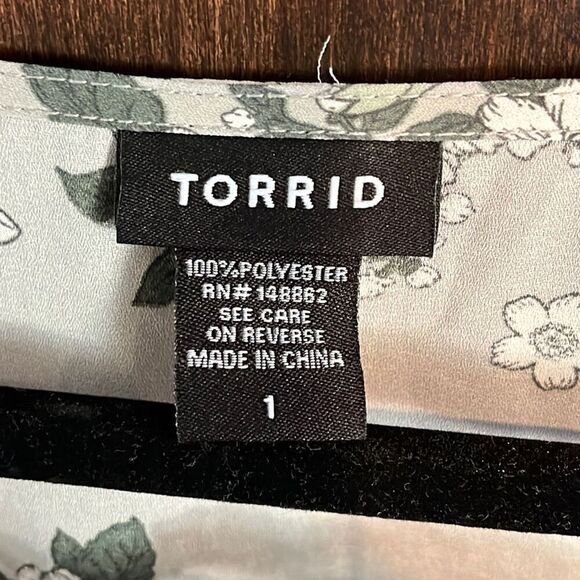 TORRID
100%POLYESTER
RN# 148862
SEE CARE
ON REVERSE
MADE IN CHINA
1